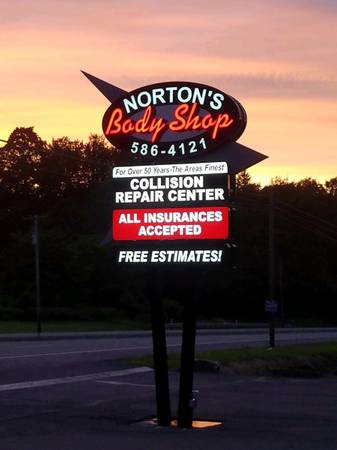 NORTON'S
Body Shop
586-4121
For Over 50 Years-The Areas Finest
COLLISION
REPAIR CENTER
ALL INSURANCES
ACCEPTED
FREE ESTIMATES!